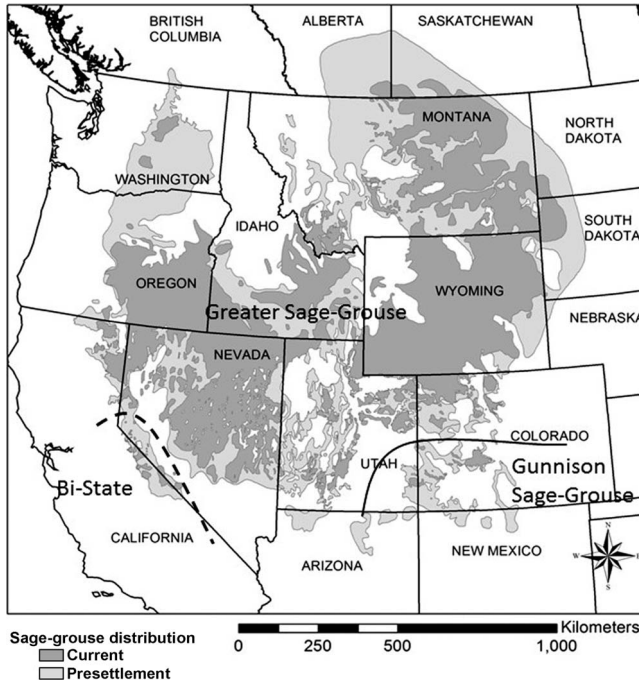 BRITISH
COLUMBIA
ALBERTA
SASKATCHEWAN
MONTANA
NORTH
DAKOTA
WASHINGTON
IDAHO
SOUTH
DAKOTA
OREGON
WYOMING
Greater Sage-Grouse
NEBRASKA
NEVADA
COLORADO
UTAH
Gunnison
Sage-Grouse
Bi-State
CALIFORNIA
ARIZONA
NEW MEXICO
N
W E
S
Sage-grouse distribution
Current
Presettlement
Kilometers
0 250 500 1,000